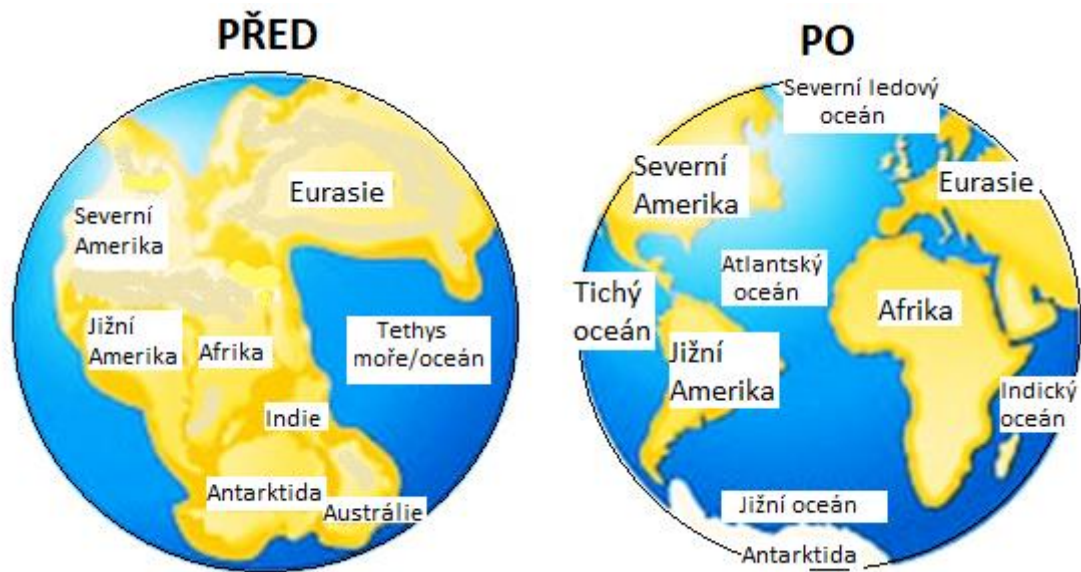 PŘED
Eurasie
Severní
Amerika
Jižní
Amerika
Afrika
Tethys
moře/oceán
Indie
Antarktida
Austrálie
PO
Severní ledový
oceán
Severní
Amerika
Eurasie
Atlantský
oceán
Tichý
oceán
Afrika
Jižní
Amerika
Indický
oceán
Jižní oceán
Antarktida